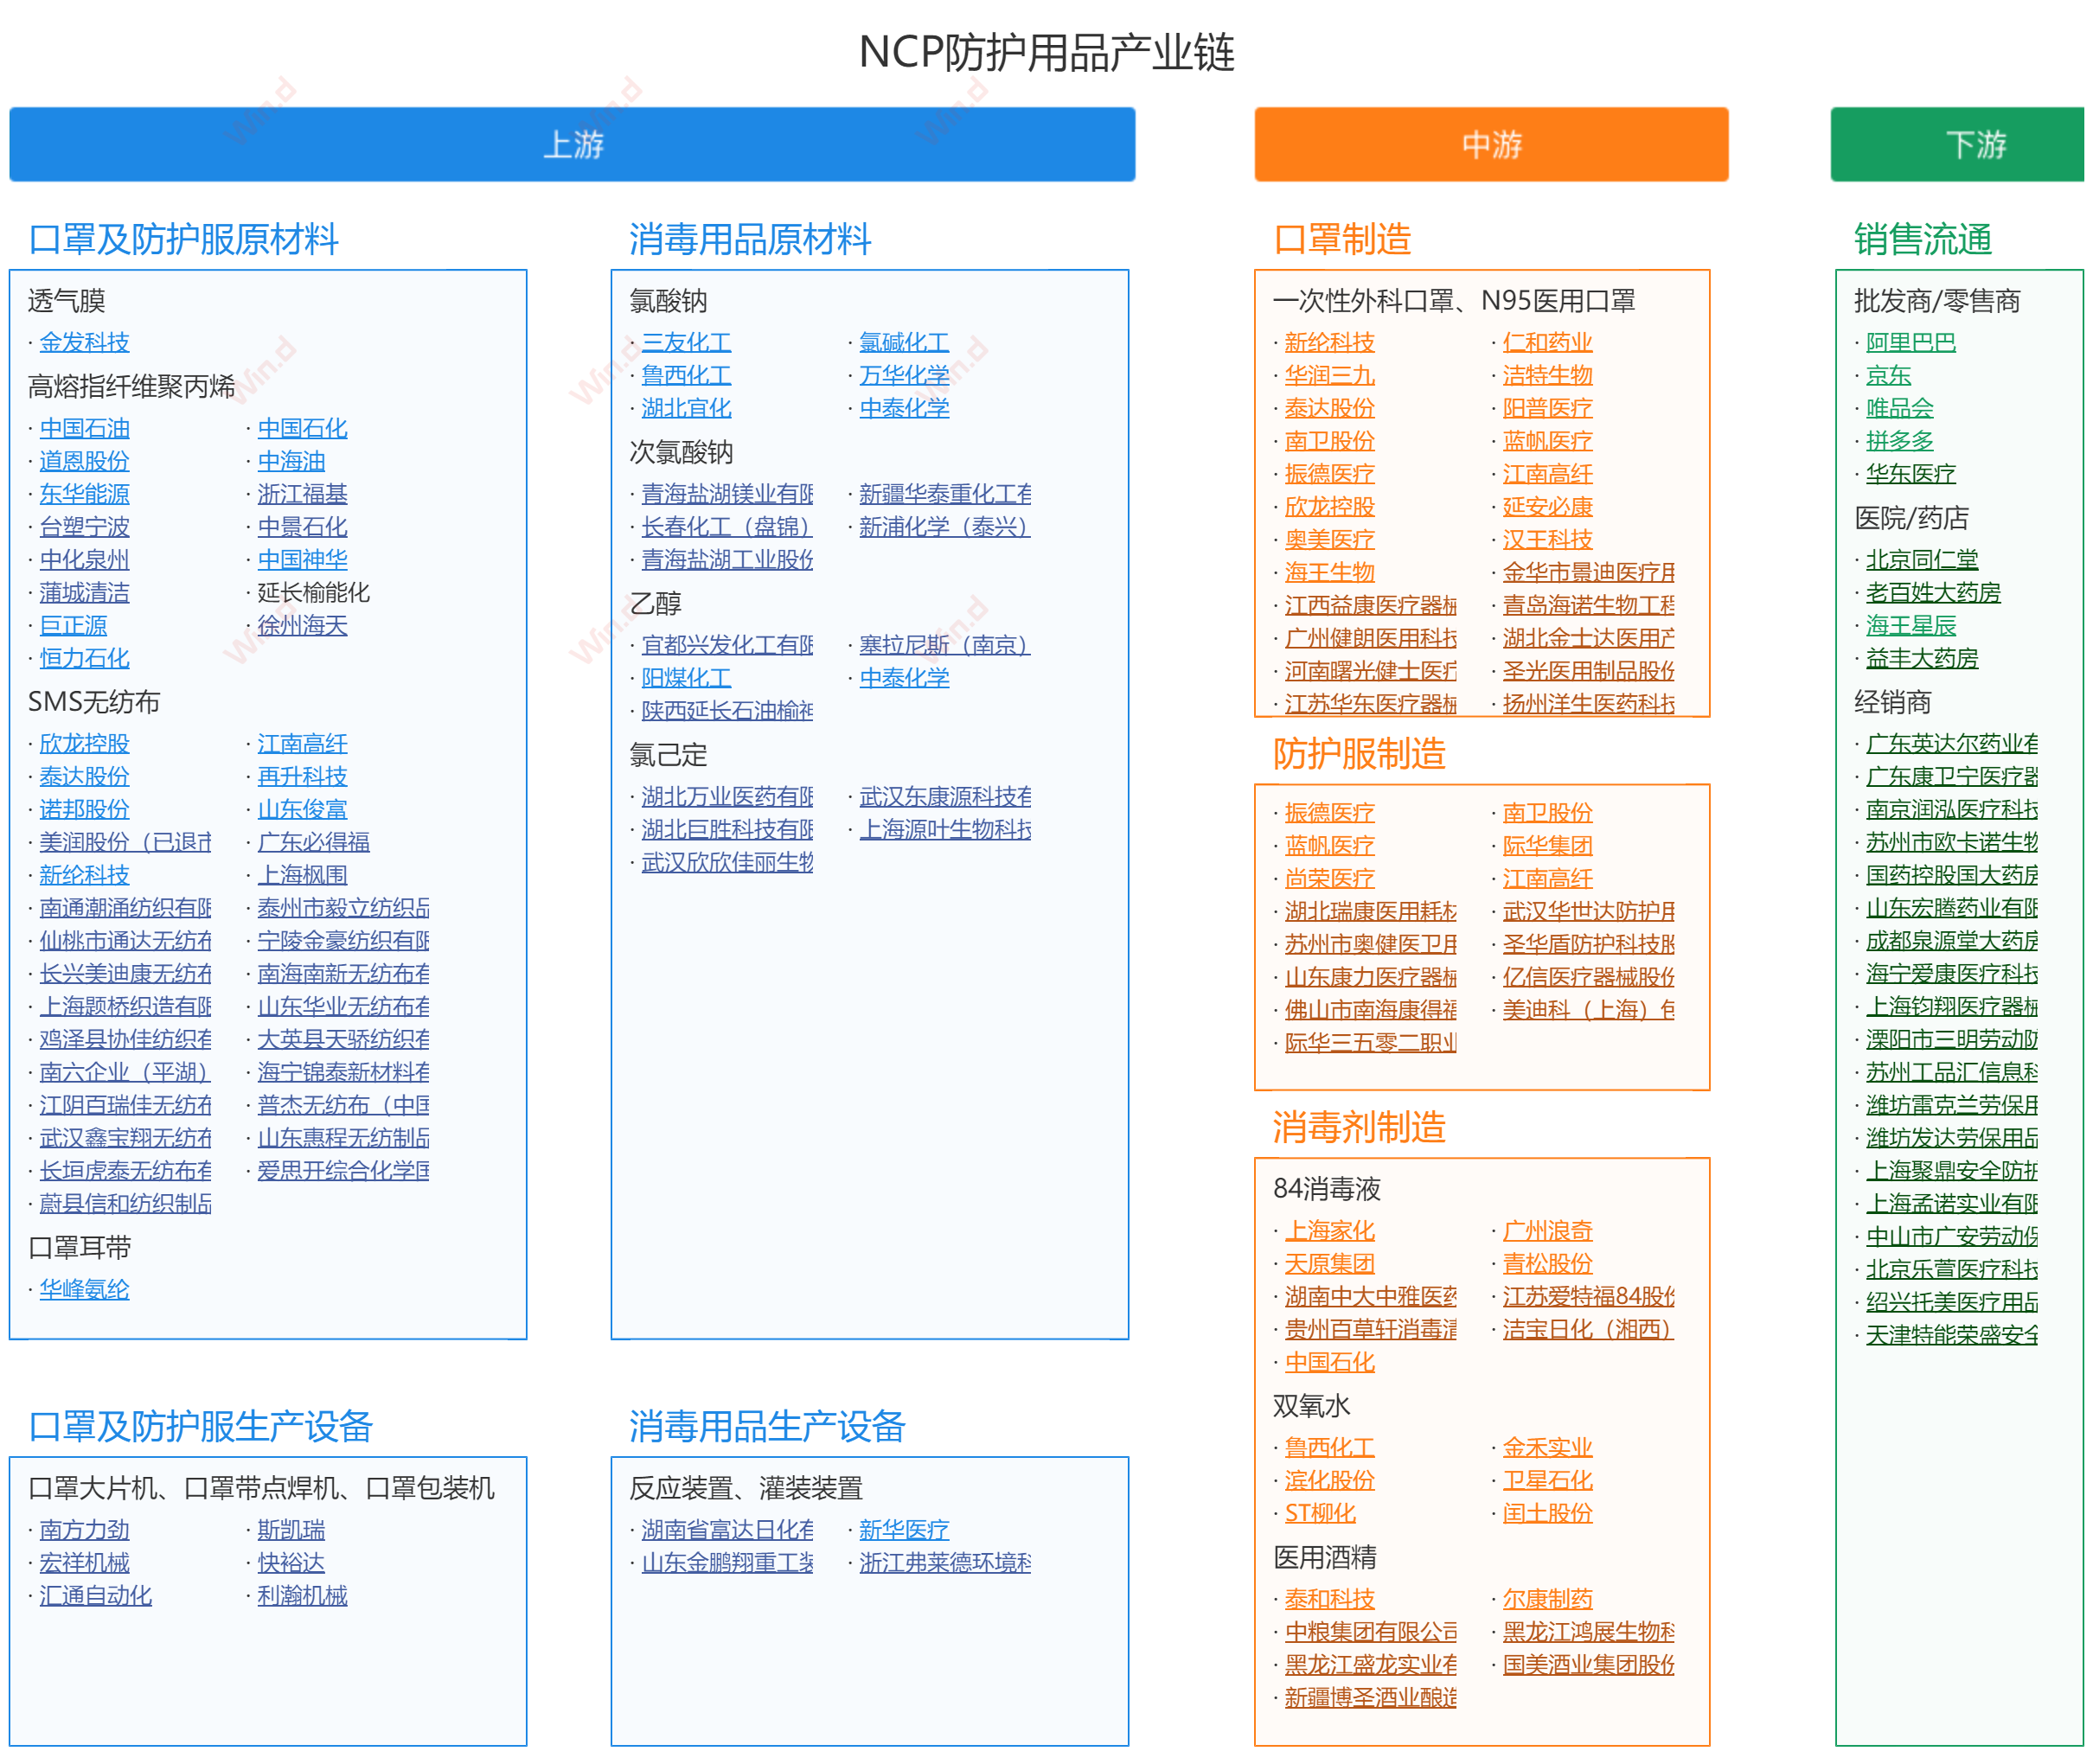 NCP防护用品产业链
上游
中游
下游
口罩及防护服原材料
透气膜
· 金发科技
高熔指纤维聚丙烯
· 中国石油 · 中国石化
· 道恩股份 · 中海油
· 东华能源 · 浙江福基
· 台塑宁波 · 中景石化
· 中化泉州 · 中国神华
· 蒲城清洁 · 延长榆能化
· 巨正源 · 徐州海天
· 恒力石化
SMS无纺布
· 欣龙控股 · 江南高纤
· 泰达股份 · 再升科技
· 诺邦股份 · 山东俊富
· 美润股份（已退市 · 广东必得福
· 新纶科技 · 上海枫围
· 南通潮涌纺织有限 · 泰州市毅立纺织品
· 仙桃市通达无纺布 · 宁陵金豪纺织有限
· 长兴美迪康无纺布 · 南海南新无纺布有
· 上海题桥织造有限 · 山东华业无纺布有
· 鸡泽县协佳纺织有 · 大英县天骄纺织有
· 南六企业（平湖） · 海宁锦泰新材料有
· 江阴百瑞佳无纺布 · 普杰无纺布（中国
· 武汉鑫宝翔无纺布 · 山东惠程无纺制品
· 长垣虎泰无纺布有 · 爱思开综合化学国
· 蔚县信和纺织制品
口罩耳带
· 华峰氨纶
消毒用品原材料
氯酸钠
· 三友化工 · 氯碱化工
· 鲁西化工 · 万华化学
· 湖北宜化 · 中泰化学
次氯酸钠
· 青海盐湖镁业有限 · 新疆华泰重化工有
· 长春化工（盘锦） · 新浦化学（泰兴）
· 青海盐湖工业股份
乙醇
· 宜都兴发化工有限 · 塞拉尼斯（南京）
· 阳煤化工 · 中泰化学
· 陕西延长石油榆神
氯己定
· 湖北万业医药有限 · 武汉东康源科技有
· 湖北巨胜科技有限 · 上海源叶生物科技
· 武汉欣欣佳丽生物
口罩制造
一次性外科口罩、N95医用口罩
· 新纶科技 · 仁和药业
· 华润三九 · 洁特生物
· 泰达股份 · 阳普医疗
· 南卫股份 · 蓝帆医疗
· 振德医疗 · 江南高纤
· 欣龙控股 · 延安必康
· 奥美医疗 · 汉王科技
· 海王生物 · 金华市景迪医疗用
· 江西益康医疗器械 · 青岛海诺生物工程
· 广州健朗医用科技 · 湖北金士达医用产
· 河南曙光健士医疗 · 圣光医用制品股份
· 江苏华东医疗器械 · 扬州洋生医药科技
防护服制造
· 振德医疗 · 南卫股份
· 蓝帆医疗 · 际华集团
· 尚荣医疗 · 江南高纤
· 湖北瑞康医用耗材 · 武汉华世达防护用
· 苏州市奥健医卫用 · 圣华盾防护科技股
· 山东康力医疗器械 · 亿信医疗器械股份
· 佛山市南海康得福 · 美迪科（上海）包
· 际华三五零二职业
消毒剂制造
84消毒液
· 上海家化 · 广州浪奇
· 天原集团 · 青松股份
· 湖南中大中雅医药 · 江苏爱特福84股份
· 贵州百草轩消毒清 · 洁宝日化（湘西）
· 中国石化
双氧水
· 鲁西化工 · 金禾实业
· 滨化股份 · 卫星石化
· ST柳化 · 闰土股份
医用酒精
· 泰和科技 · 尔康制药
· 中粮集团有限公司 · 黑龙江鸿展生物科
· 黑龙江盛龙实业有 · 国美酒业集团股份
· 新疆博圣酒业酿造
销售流通
批发商/零售商
· 阿里巴巴
· 京东
· 唯品会
· 拼多多
· 华东医疗
医院/药店
· 北京同仁堂
· 老百姓大药房
· 海王星辰
· 益丰大药房
经销商
· 广东英达尔药业有
· 广东康卫宁医疗器
· 南京润泓医疗科技
· 苏州市欧卡诺生物
· 国药控股国大药房
· 山东宏腾药业有限
· 成都泉源堂大药房
· 海宁爱康医疗科技
· 上海钧翔医疗器械
· 溧阳市三明劳动防
· 苏州工品汇信息科
· 潍坊雷克兰劳保用
· 潍坊发达劳保用品
· 上海聚鼎安全防护
· 上海孟诺实业有限
· 中山市广安劳动保
· 北京乐萱医疗科技
· 绍兴托美医疗用品
· 天津特能荣盛安全
口罩及防护服生产设备
口罩大片机、口罩带点焊机、口罩包装机
· 南方力劲 · 斯凯瑞
· 宏祥机械 · 快裕达
· 汇通自动化 · 利瀚机械
消毒用品生产设备
反应装置、灌装装置
· 湖南省富达日化有 · 新华医疗
· 山东金鹏翔重工装 · 浙江弗莱德环境科
Win.d
Win.d
Win.d
Win.d
Win.d
Win.d
Win.d
Win.d
Win.d